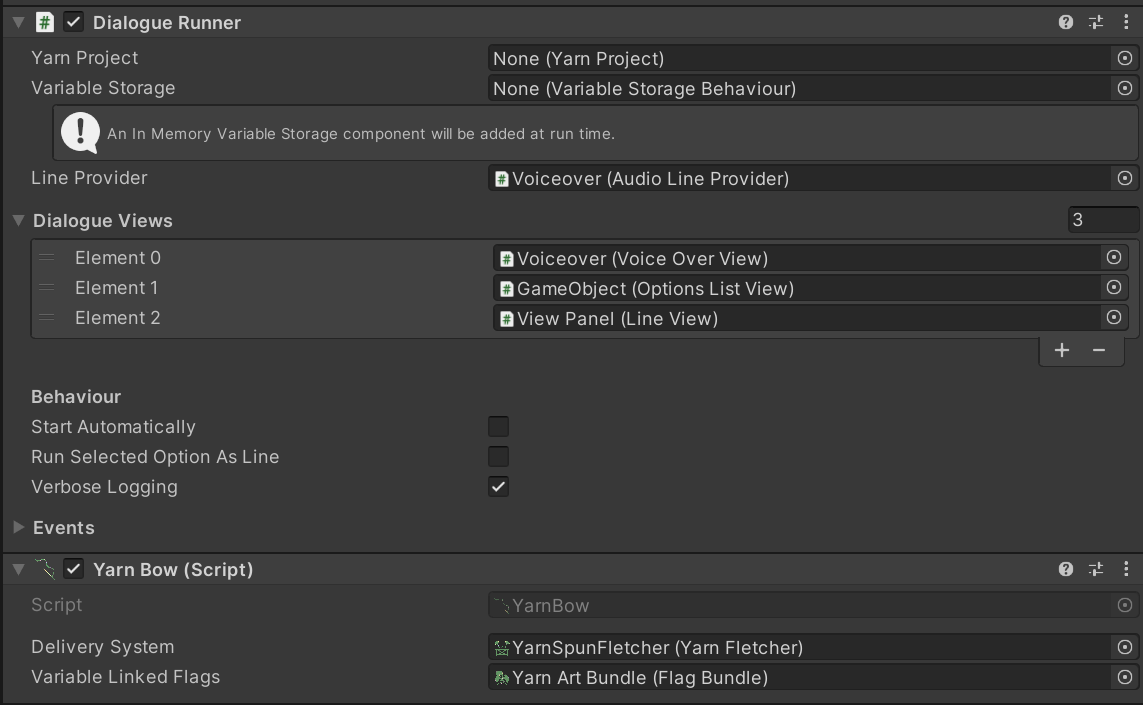 Dialogue Runner
Yarn Project None (Yarn Project)
Variable Storage None (Variable Storage Behaviour)
An In Memory Variable Storage component will be added at run time.
Line Provider Voiceover (Audio Line Provider)
Dialogue Views 3
Element 0 Voiceover (Voice Over View)
Element 1 GameObject (Options List View)
Element 2 View Panel (Line View)
Behaviour
Start Automatically
Run Selected Option As Line
Verbose Logging
Events
Yarn Bow (Script)
Script YarnBow
Delivery System YarnSpunFletcher (Yarn Fletcher)
Variable Linked Flags Yarn Art Bundle (Flag Bundle)